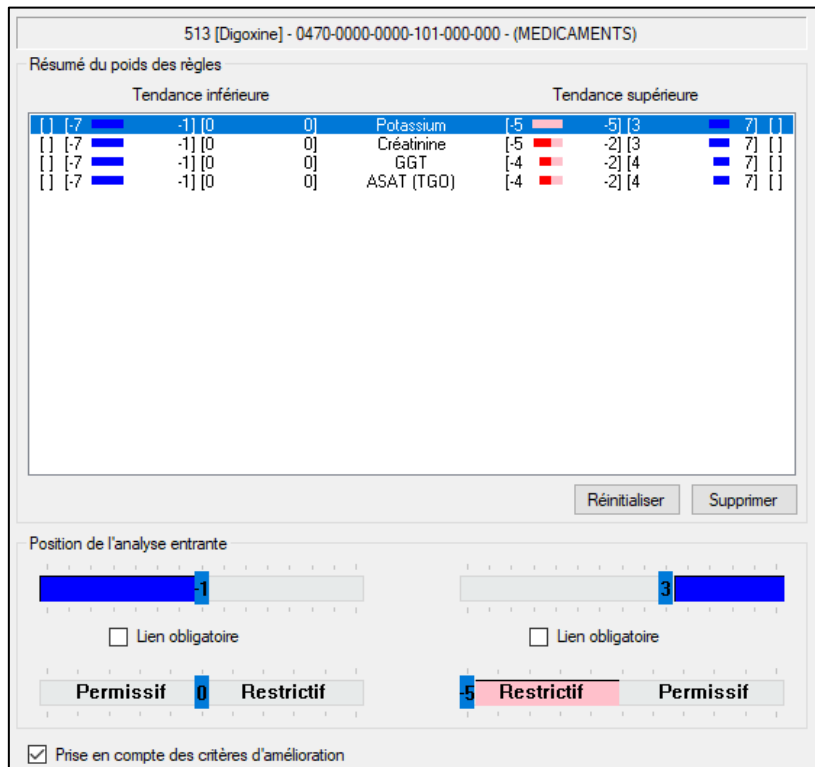 513 [Digoxine] - 0470-0000-0000-101-000-000 - (MEDICAMENTS)
Résumé du poids des règles
Tendance inférieure Tendance supérieure
[ ] [-7 -1] [0 0] Potassium [-5 -5] [3 7] [ ]
[ ] [-7 -1] [0 0] Créatinine [-5 -2] [3 7] [ ]
[ ] [-7 -1] [0 0] GGT [-4 -2] [4 7] [ ]
[ ] [-7 -1] [0 0] ASAT (TGO) [-4 -2] [4 7] [ ]
Réinitialiser Supprimer
Position de l'analyse entrante
-1 3
Lien obligatoire Lien obligatoire
Permissif 0 Restrictif -5 Restrictif Permissif
Prise en compte des critères d'amélioration